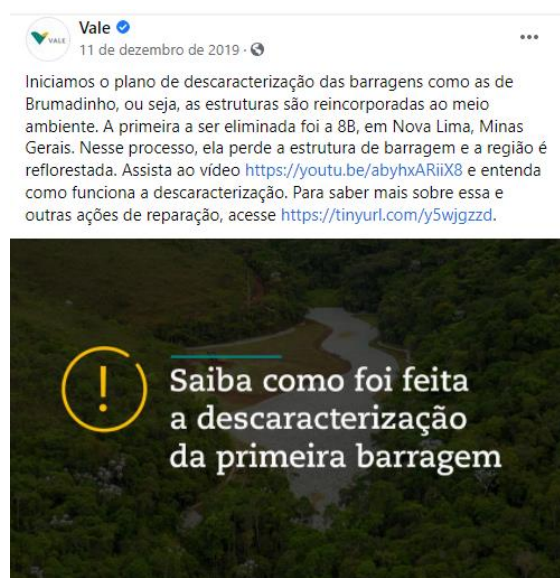 Vale
VALE
11 de dezembro de 2019 ·
Iniciamos o plano de descaracterização das barragens como as de
Brumadinho, ou seja, as estruturas são reincorporadas ao meio
ambiente. A primeira a ser eliminada foi a 8B, em Nova Lima, Minas
Gerais. Nesse processo, ela perde a estrutura de barragem e a região é
reflorestada. Assista ao vídeo https://youtu.be/abyhxARiiX8 e entenda
como funciona a descaracterização. Para saber mais sobre essa e
outras ações de reparação, acesse https://tinyurl.com/y5wjgzzd.
Saiba como foi feita
a descaracterização
da primeira barragem